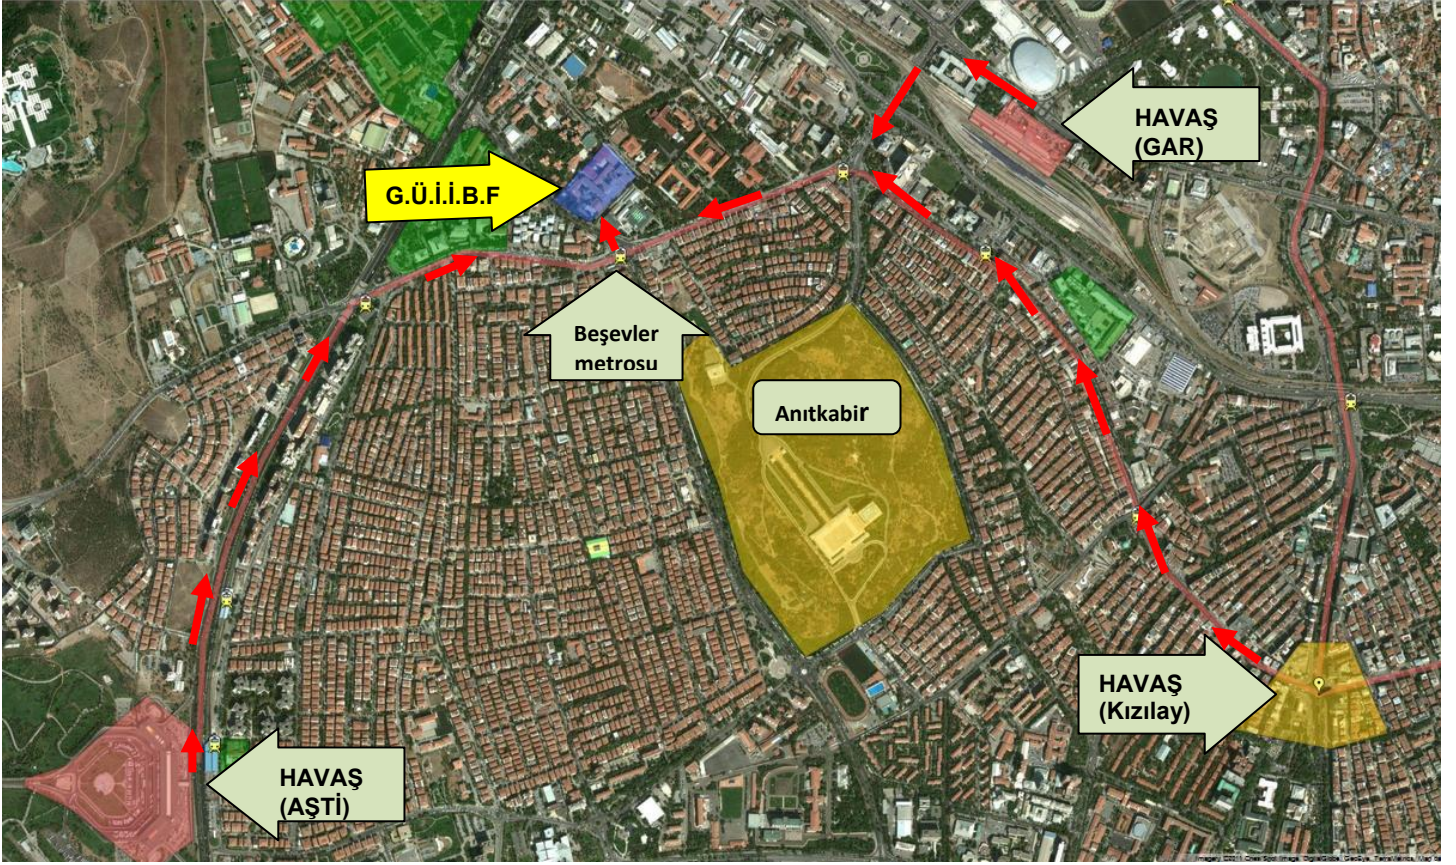 HAVAŞ
(GAR)
G.Ü.İ.İ.B.F
Beşevler
metrosu
Anıtkabir
HAVAŞ
(Kızılay)
HAVAŞ
(AŞTİ)